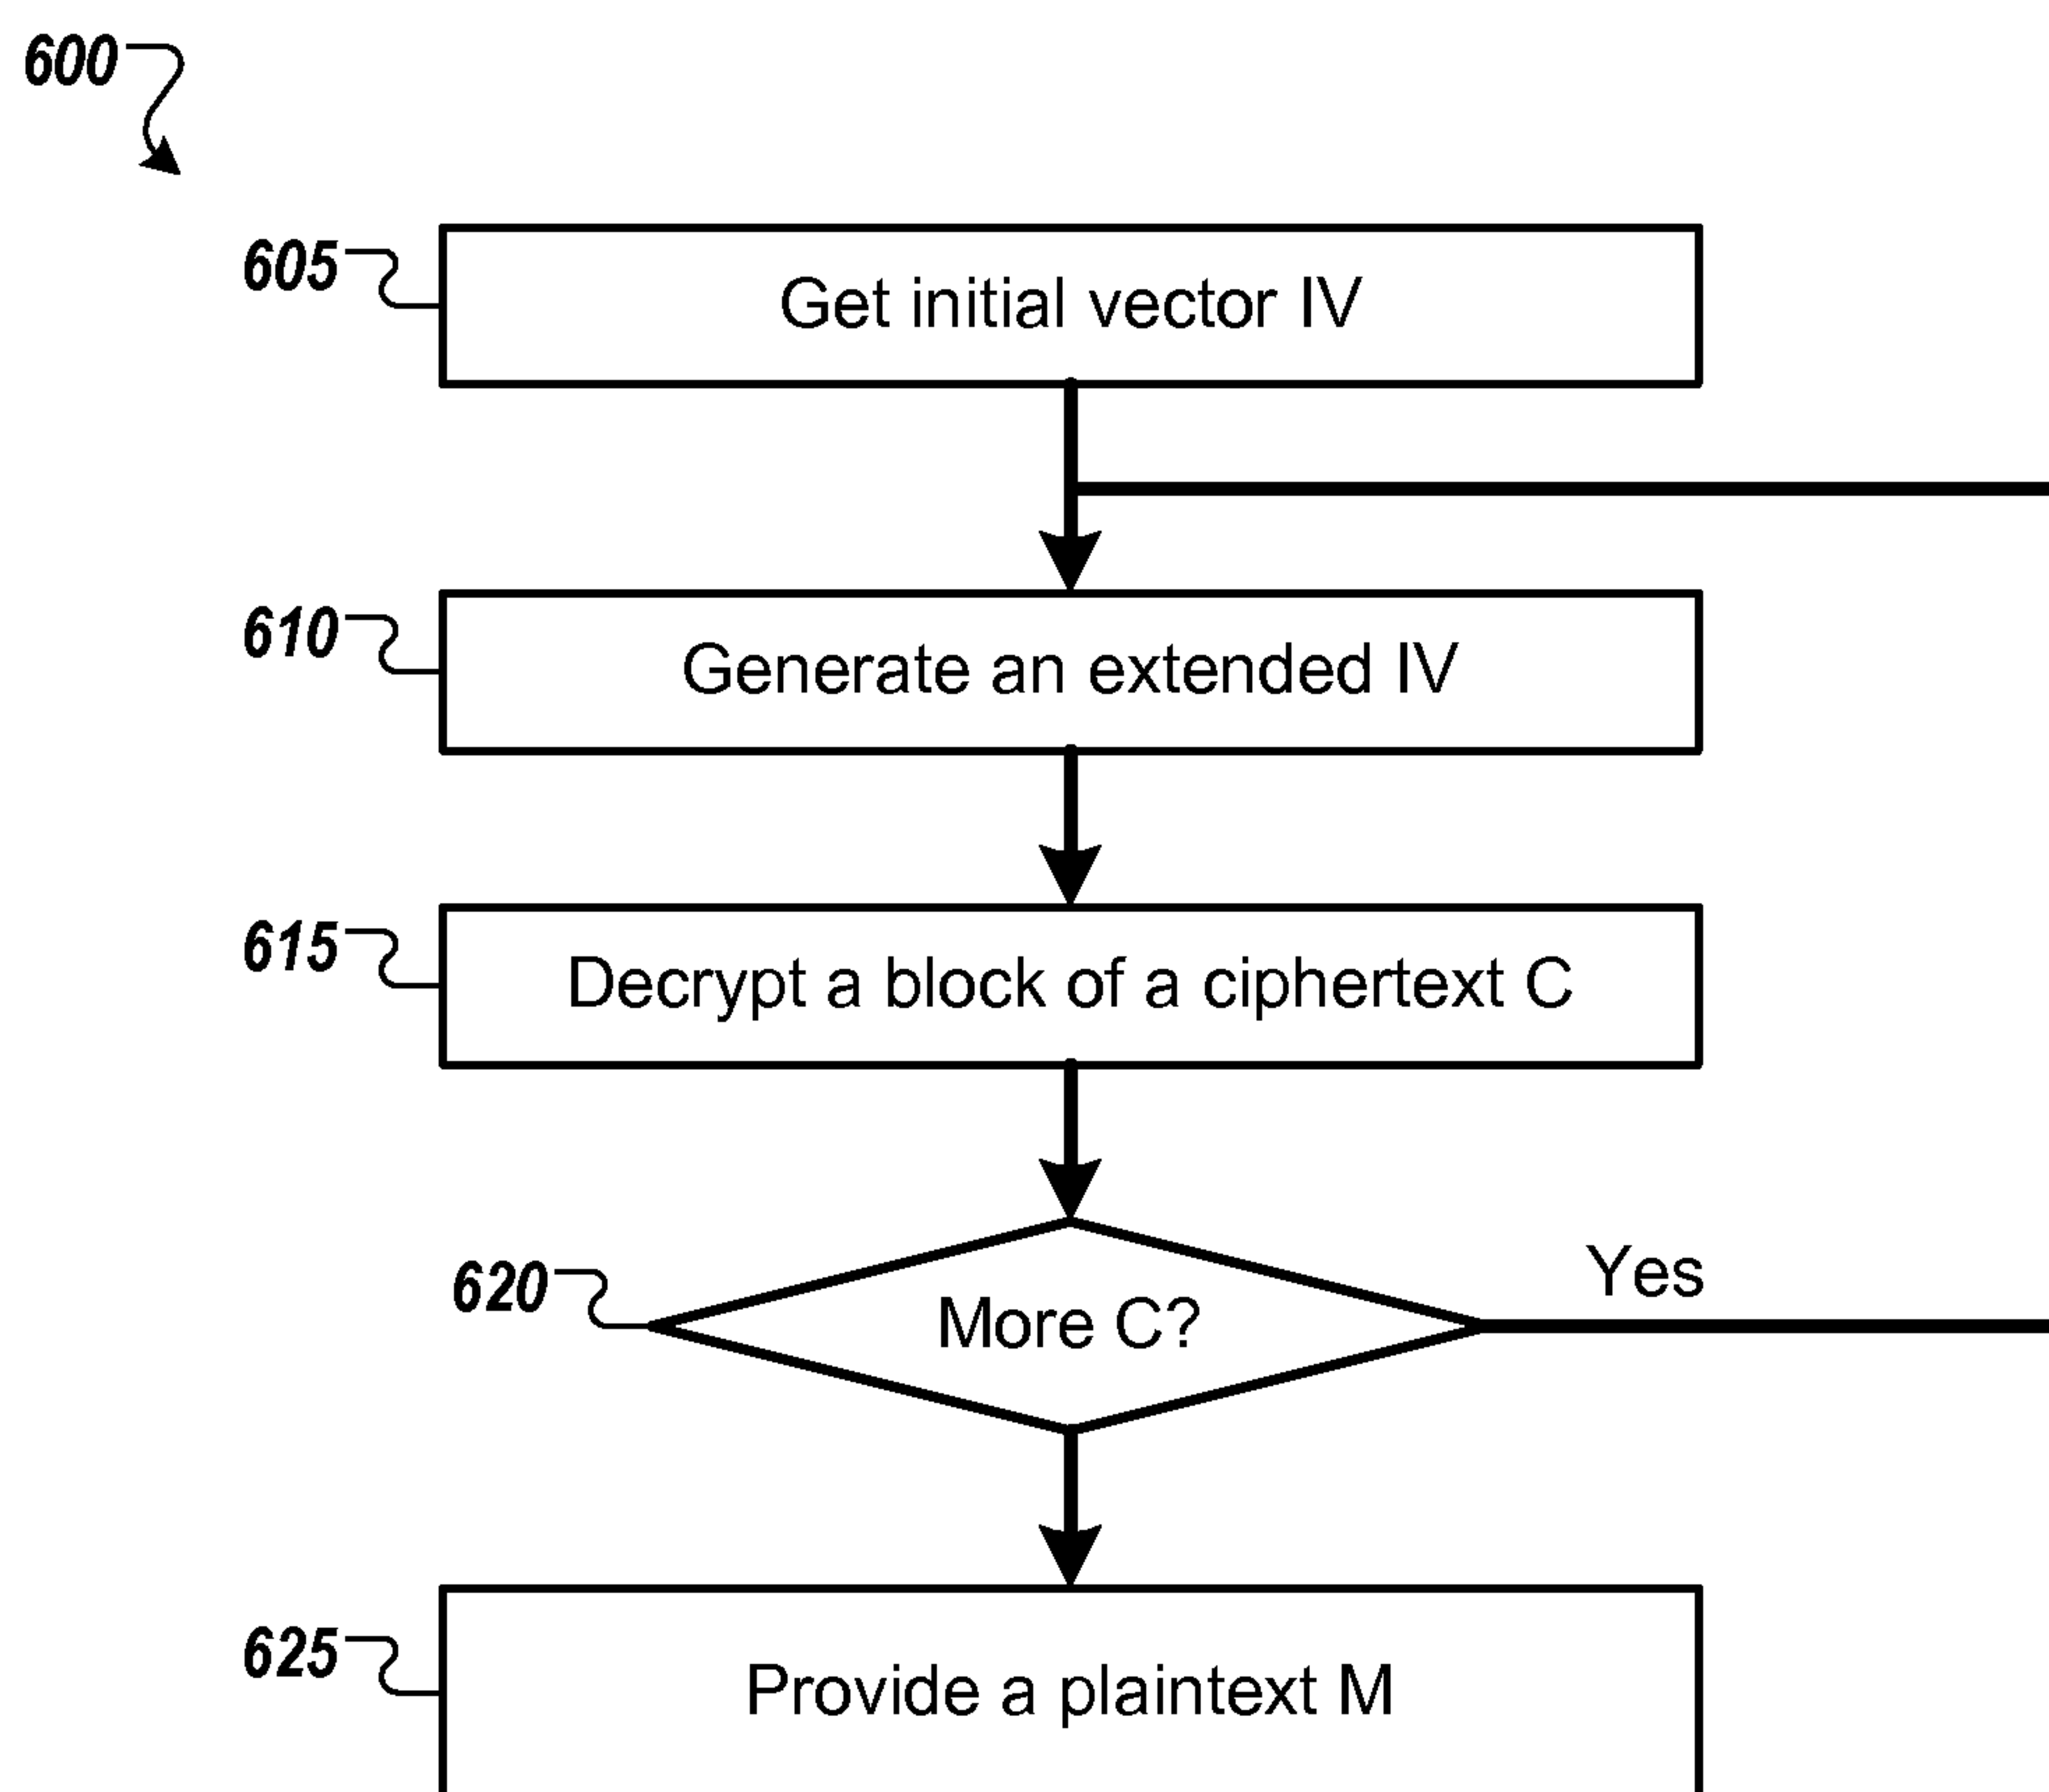 600
605
Get initial vector IV
610
Generate an extended IV
615
Decrypt a block of a ciphertext C
620
More C?
Yes
625
Provide a plaintext M